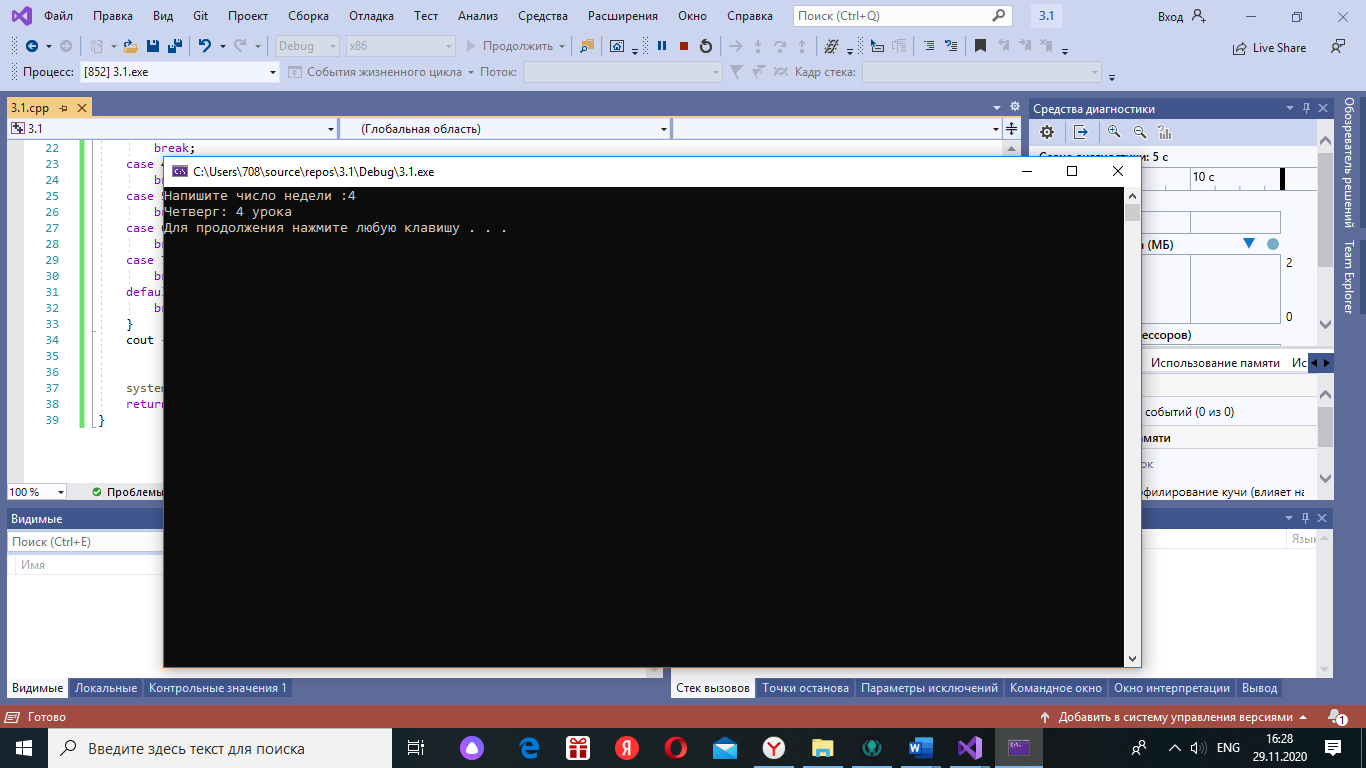 Файл Правка Вид Git Проект Сборка Отладка Тест Анализ Средства Расширения Окно Справка Поиск (Ctrl+Q) 3.1 Вход
Debug x86 Продолжить Live Share
Процесс: [852] 3.1.exe События жизненного цикла Поток: Кадр стека:
3.1.cpp
3.1 (Глобальная область)
22 break;
23 case
24
25 case
26
27 case
28
29 case 7
30
31
32
33 }
34 cout
35
36
37 system
38 return
39 }
100 % Проблемы
C:\Users\708\source\repos\3.1\Debug\3.1.exe
Напишите число недели :4
Четверг: 4 урока
Для продолжения нажмите любую клавишу . . .
Средства диагностики
5 с
10 с
(МБ)
2
0
Использование памяти
событий (0 из 0)
Обозреватель решений
Team Explorer
Видимые
Поиск (Ctrl+E)
Имя
Видимые Локальные Контрольные значения 1
Стек вызовов Точки останова Параметры исключений Командное окно Окно интерпретации Вывод
Готово
Добавить в систему управления версиями 1
Введите здесь текст для поиска
ENG
16:28
29.11.2020